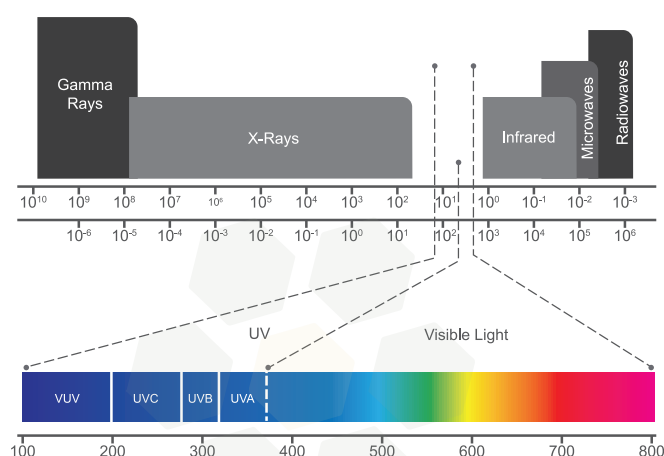 Gamma
Rays
X-Rays
Infrared
Microwaves
Radiowaves
10¹⁰ 10⁹ 10⁸ 10⁷ 10⁶ 10⁵ 10⁴ 10³ 10² 10¹ 10⁰ 10⁻¹ 10⁻² 10⁻³
10⁻⁶ 10⁻⁵ 10⁻⁴ 10⁻³ 10⁻² 10⁻¹ 10⁰ 10¹ 10² 10³ 10⁴ 10⁵ 10⁶
UV
Visible Light
VUV UVC UVB UVA
100 200 300 400 500 600 700 800